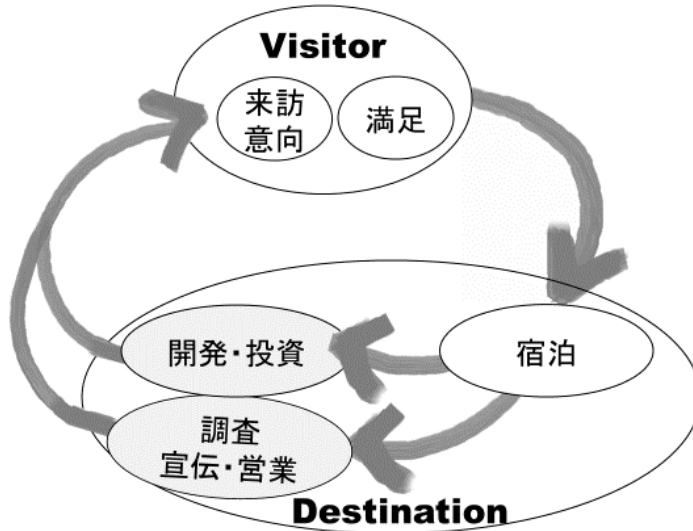 Visitor
来訪
意向
満足
開発・投資
宿泊
調査
宣伝・営業
Destination